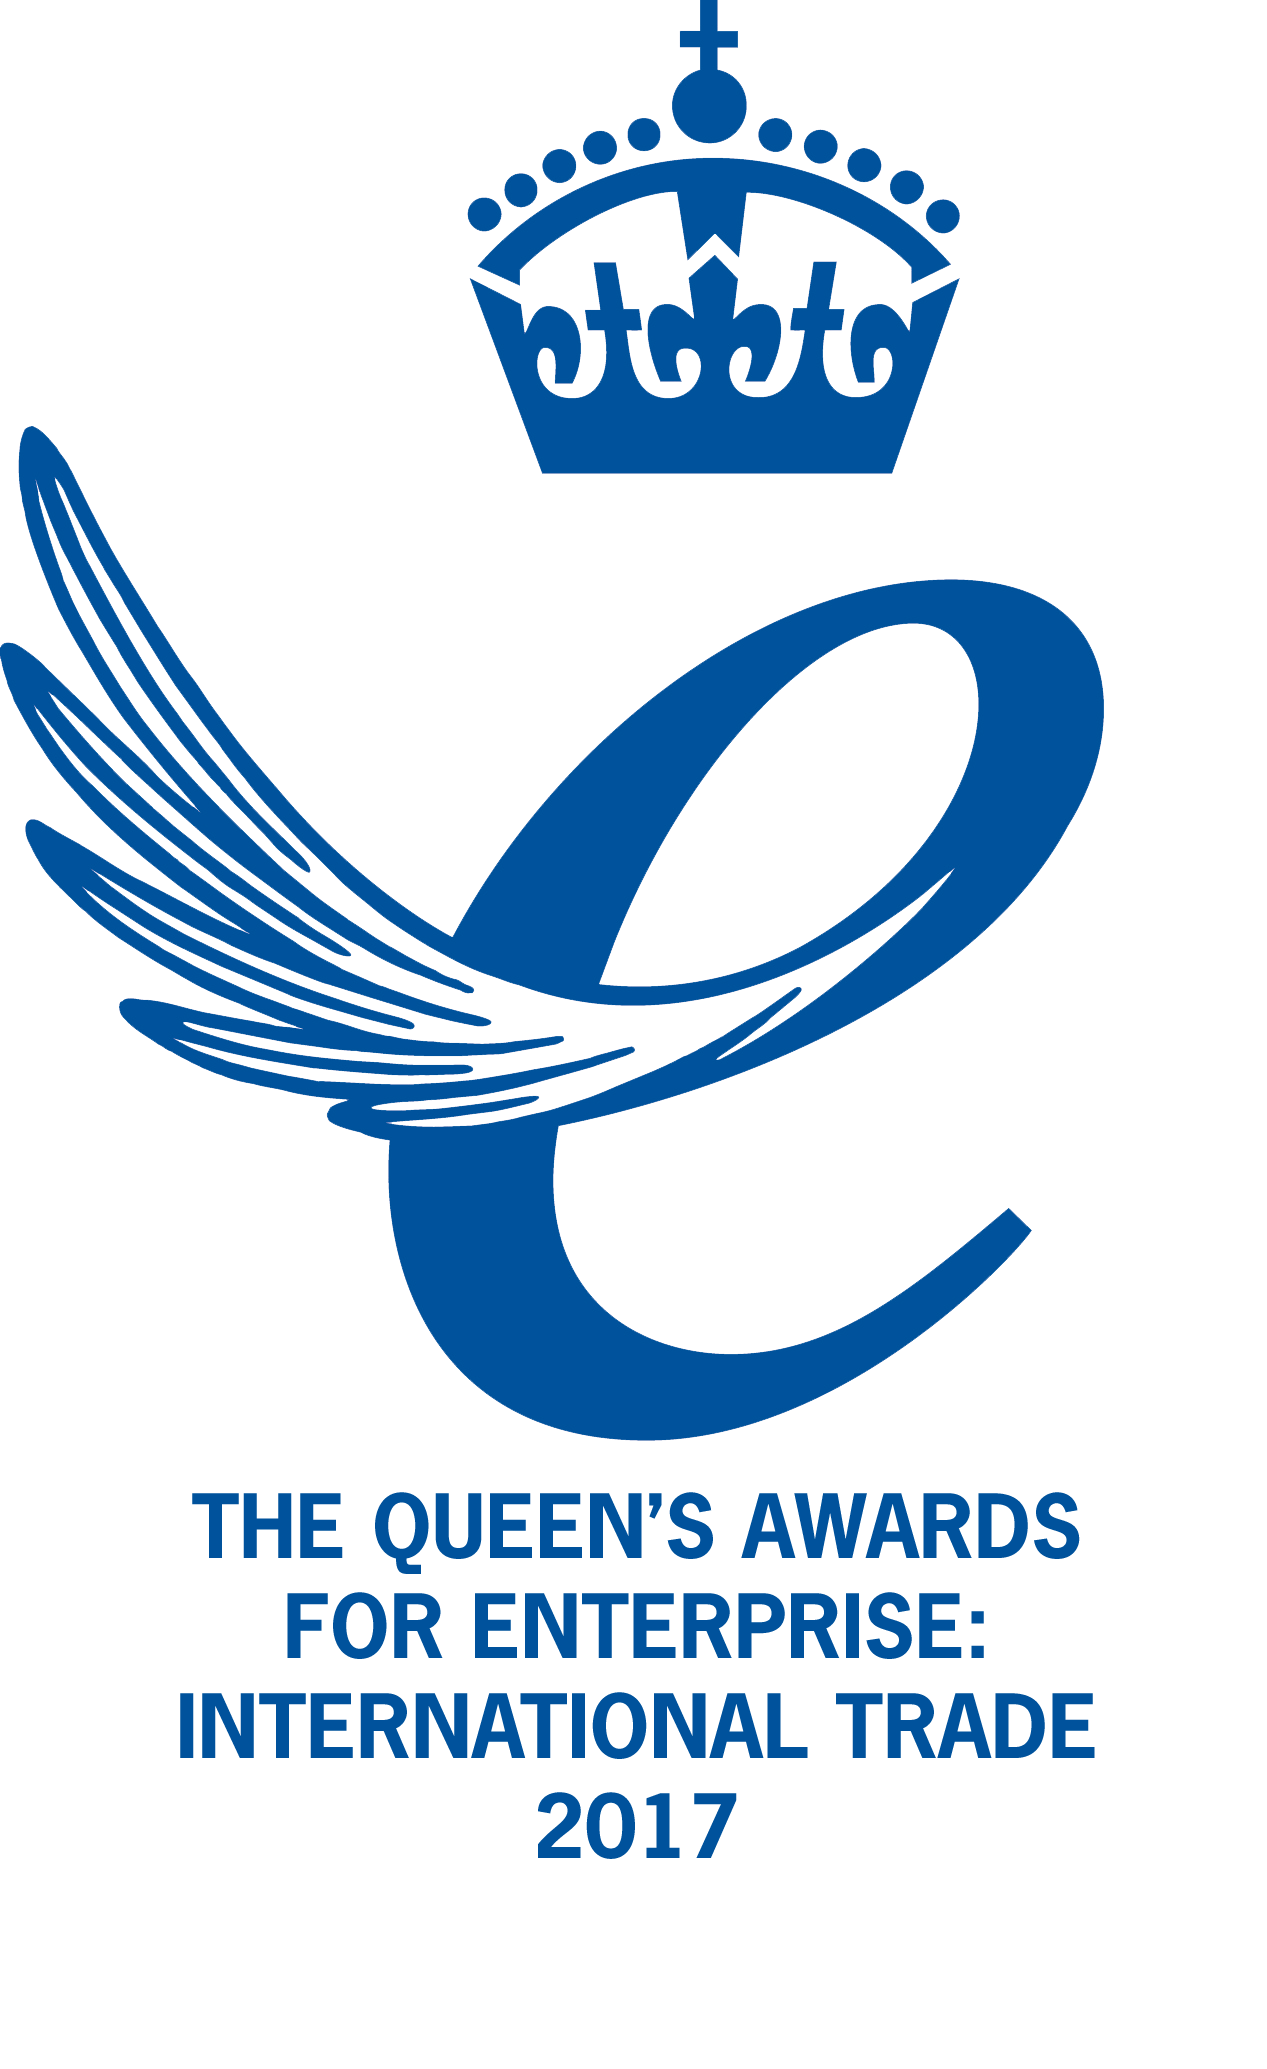 THE QUEEN’S AWARDS
FOR ENTERPRISE:
INTERNATIONAL TRADE
2017